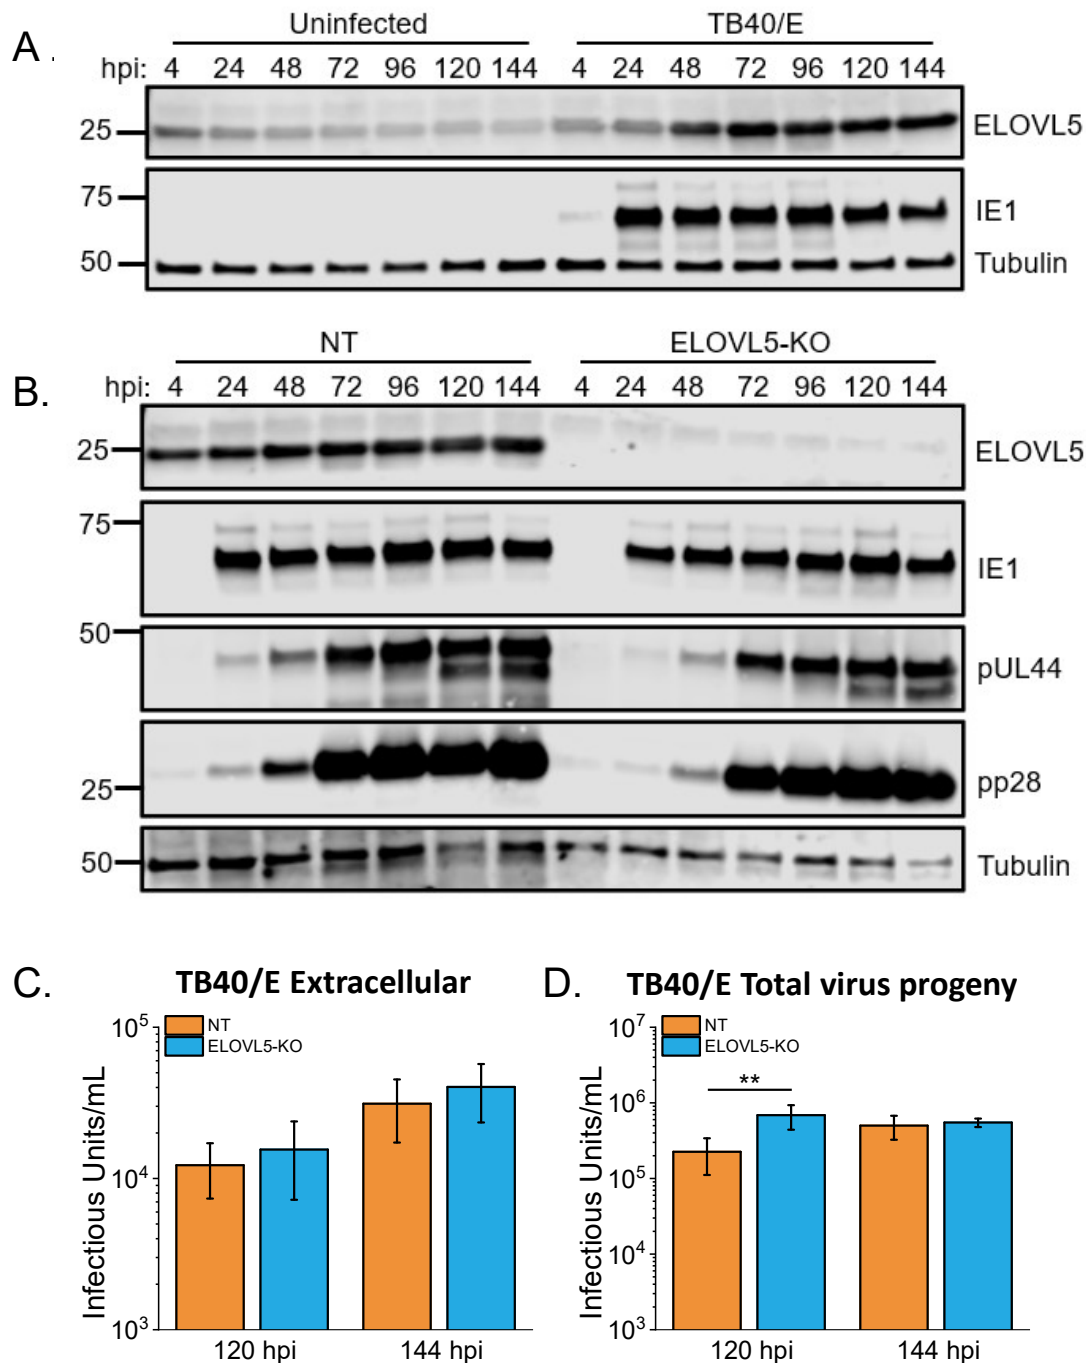 A .
Uninfected TB40/E
hpi: 4 24 48 72 96 120 144 4 24 48 72 96 120 144
25 ELOVL5
75 IE1
50 Tubulin
B.
NT ELOVL5-KO
hpi: 4 24 48 72 96 120 144 4 24 48 72 96 120 144
25 ELOVL5
75
IE1
50
pUL44
25 pp28
50 Tubulin
C. TB40/E Extracellular
NT
ELOVL5-KO
Infectious Units/mL
10^5
10^4
10^3
120 hpi 144 hpi
D. TB40/E Total virus progeny
NT
ELOVL5-KO
**
Infectious Units/mL
10^7
10^6
10^5
10^4
10^3
120 hpi 144 hpi